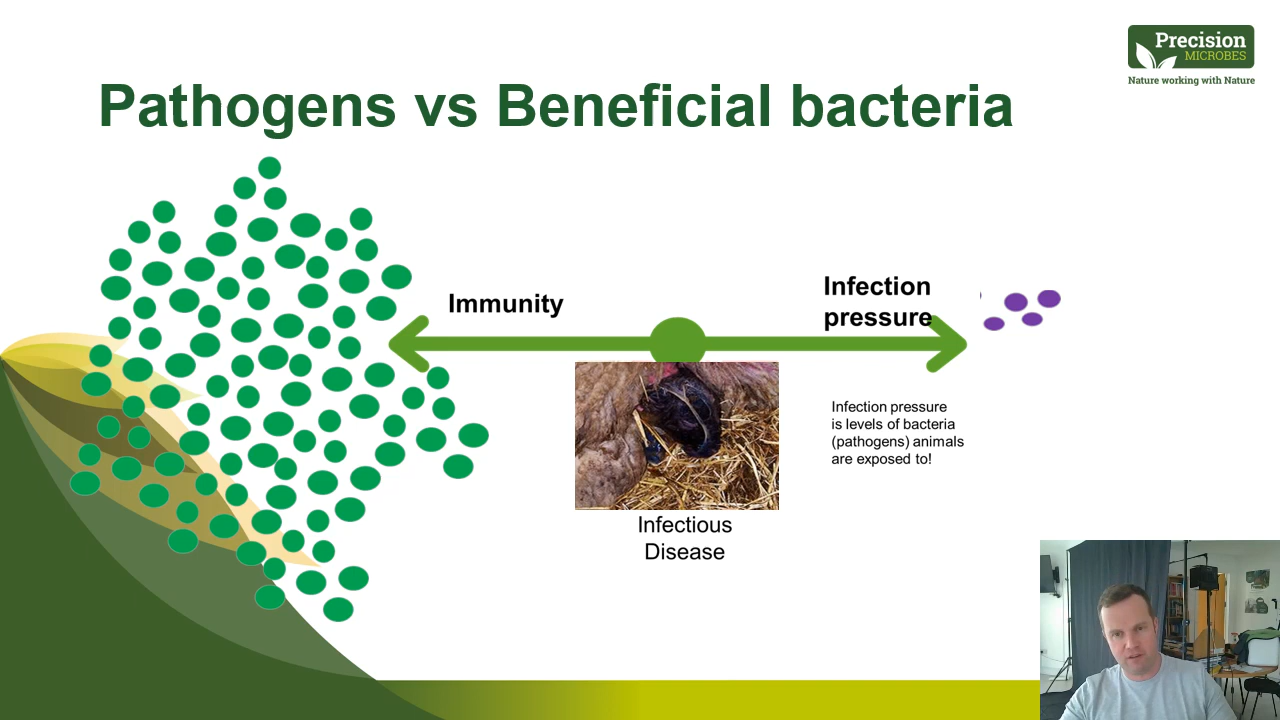 Precision
MICROBES
Nature working with Nature
Pathogens vs Beneficial bacteria
Immunity
Infection
pressure
Infection pressure
is levels of bacteria
(pathogens) animals
are exposed to!
Infectious
Disease